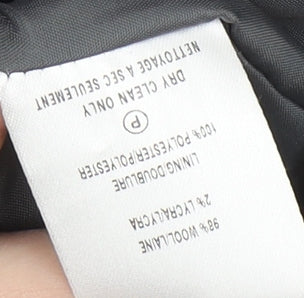 98% WOOL/LAINE
2% LYCRA/LYCRA
LINING/DOUBLURE
100% POLYESTER/POLYESTER
P
DRY CLEAN ONLY
NETTOYAGE A SEC SEULEMENT